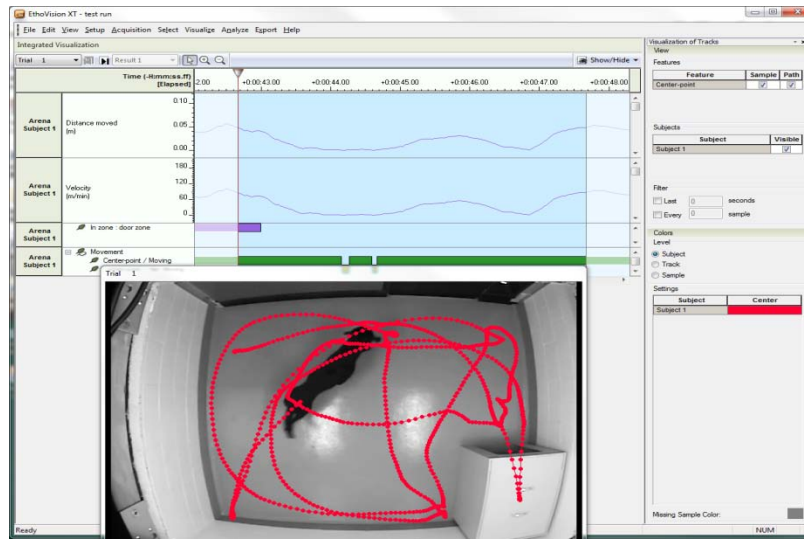 EthoVision XT - test run
File Edit View Setup Acquisition Select Visualize Analyze Export Help
Integrated Visualization
Trial 1 Result 1 Show/Hide
Time (-H:mm:ss.ff)
[Elapsed]
2.00 +0:00:43.00 +0:00:44.00 +0:00:45.00 +0:00:46.00 +0:00:47.00 +0:00:48.00
Arena
Subject 1
Distance moved
[m]
0.10
0.05
0.00
Arena
Subject 1
Velocity
[m/min]
180
120
60
0
Arena
Subject 1
In zone : door zone
Arena
Subject 1
Movement
Center-point / Moving
Trial 1
Visualization of Tracks
View
Features
Feature Sample Path
Center-point
Subjects
Subject Visible
Subject 1
Filter
Last 0 seconds
Every 0 sample
Colors
Level
Subject
Track
Sample
Settings
Subject Center
Subject 1
Missing Sample Color:
Ready NUM